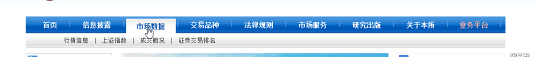 首页 信息披露 市场数据 交易品种 法律规则 市场服务 研究出版 关于本所 业务平台
行情信息 | 上证指数 | 成交概况 | 证券交易排名